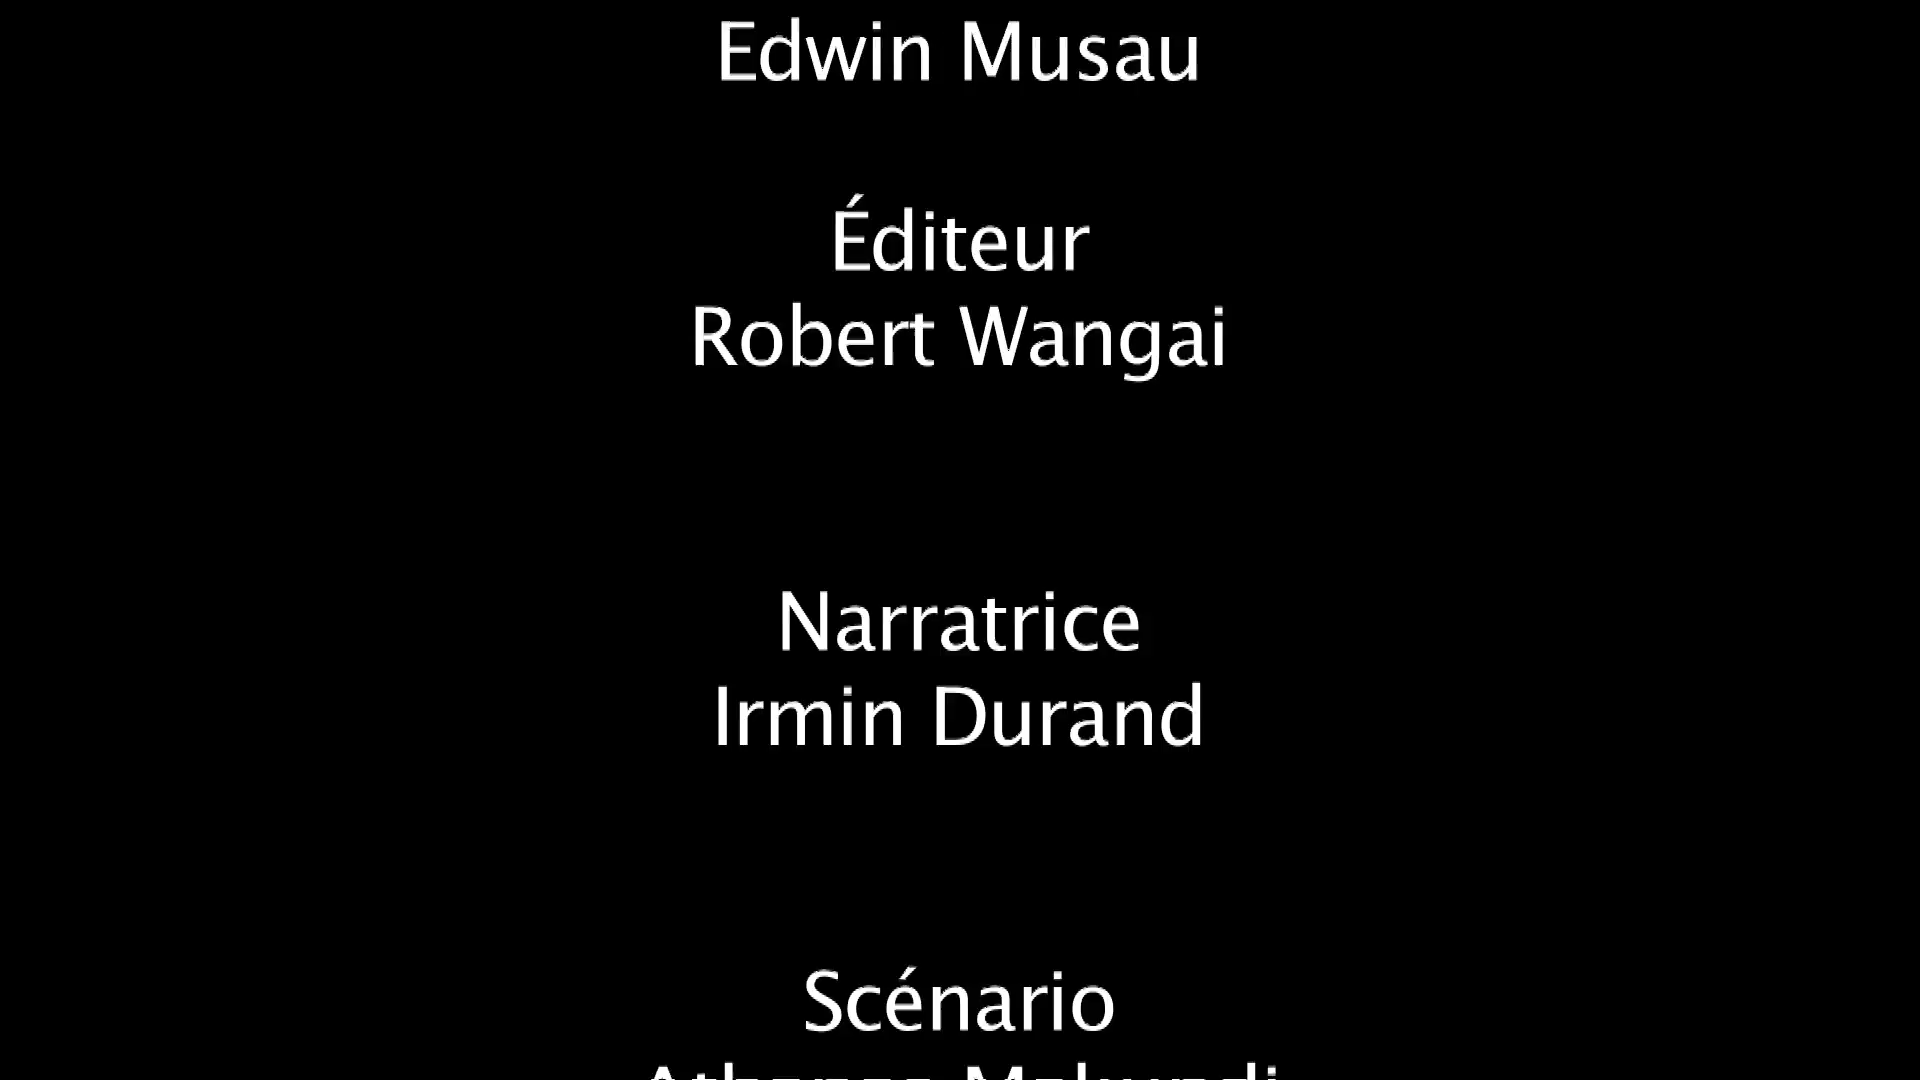 Edwin Musau
Éditeur
Robert Wangai
Narratrice
Irmin Durand
Scénario